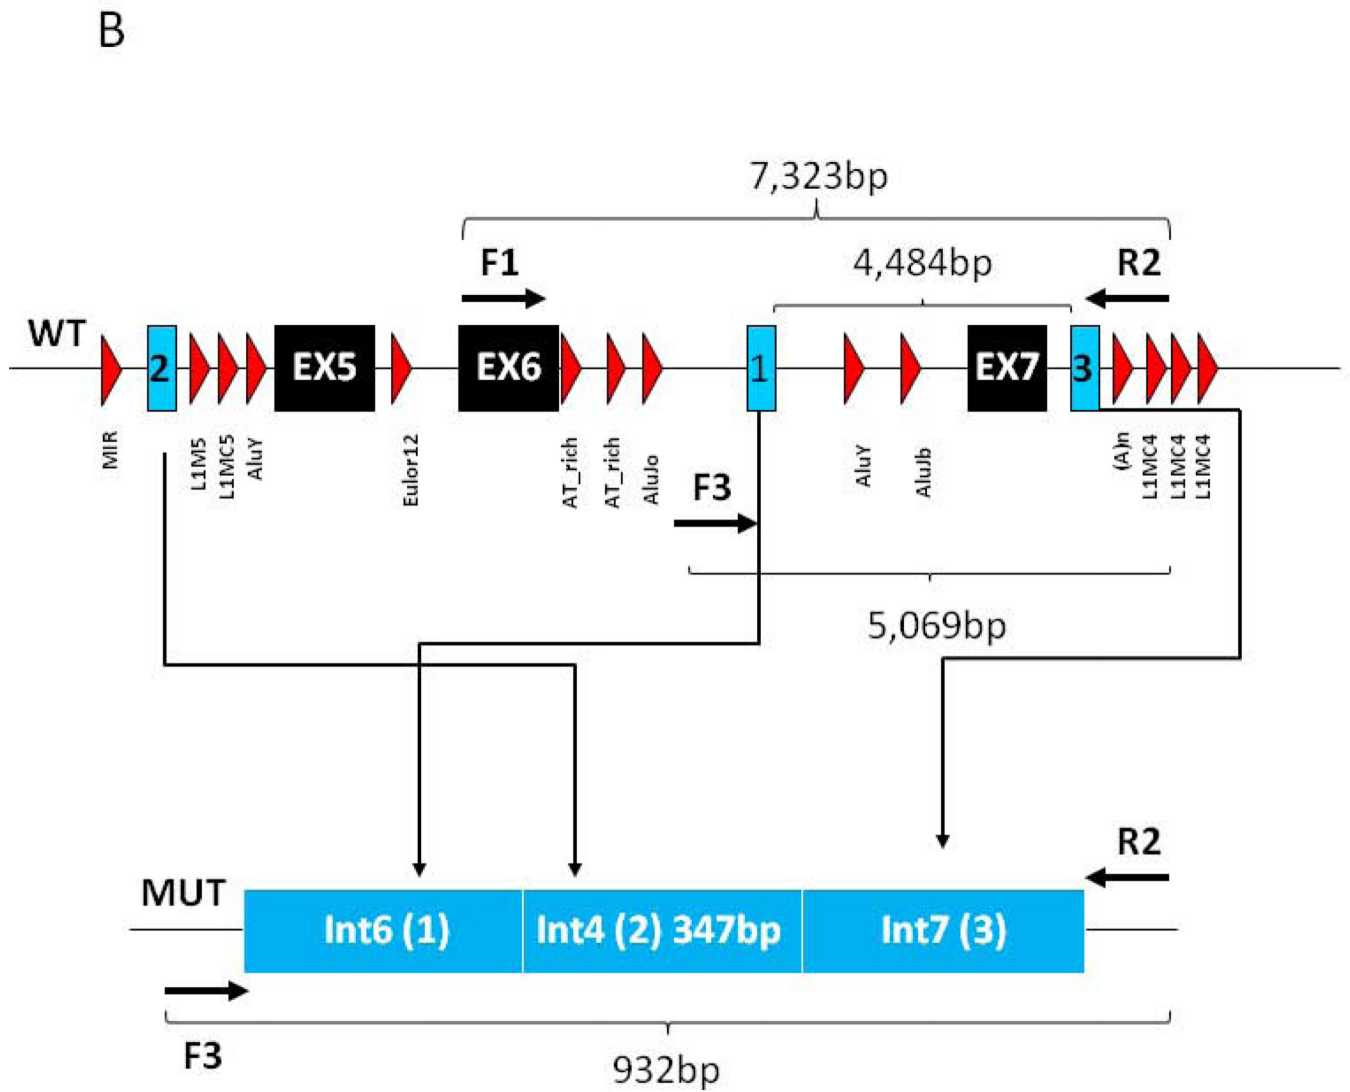 B
7,323bp
F1
4,484bp
R2
WT
2
EX5
EX6
1
EX7
3
MIR
L1M5
L1MC5
AluY
Eulor12
AT_rich
AT_rich
AluJo
AluY
AluJb
(A)n
L1MC4
L1MC4
L1MC4
F3
5,069bp
R2
MUT
Int6 (1)
Int4 (2) 347bp
Int7 (3)
F3
932bp